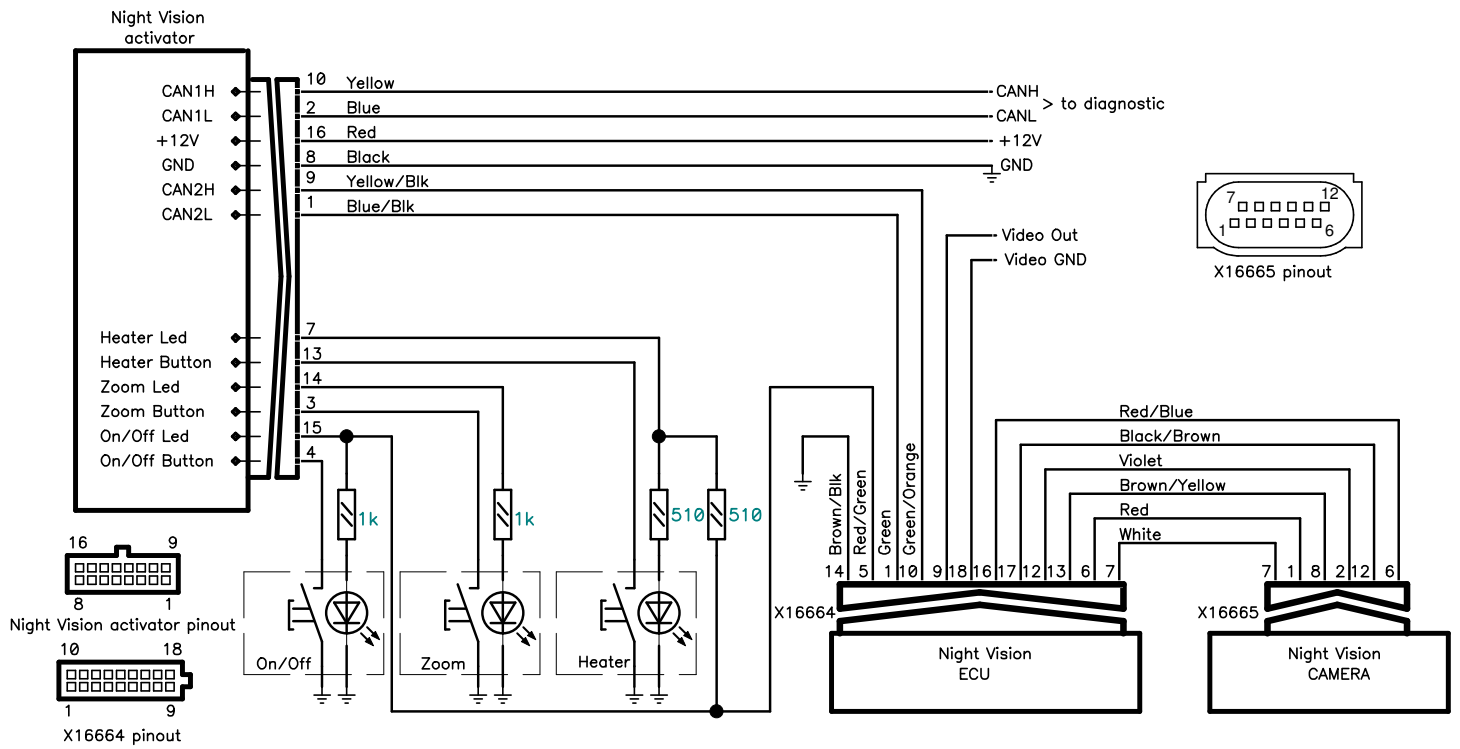 Night Vision
activator
CAN1H 10 Yellow CANH
CAN1L 2 Blue CANL
> to diagnostic
+12V 16 Red +12V
GND 8 Black GND
CAN2H 9 Yellow/Blk
CAN2L 1 Blue/Blk
Video Out
Video GND
7 12
1 6
X16665 pinout
Heater Led 7
Heater Button 13
Zoom Led 14
Zoom Button 3
On/Off Led 15
On/Off Button 4
1k 1k 510 510
On/Off Zoom Heater
Brown/Blk
Red/Green
Green
Green/Orange
Red/Blue
Black/Brown
Violet
Brown/Yellow
Red
White
14 5 1 10 9 18 16 17 12 13 6 7
7 1 8 2 12 6
X16664
X16665
Night Vision
ECU
Night Vision
CAMERA
16 9
8 1
Night Vision activator pinout
10 18
1 9
X16664 pinout